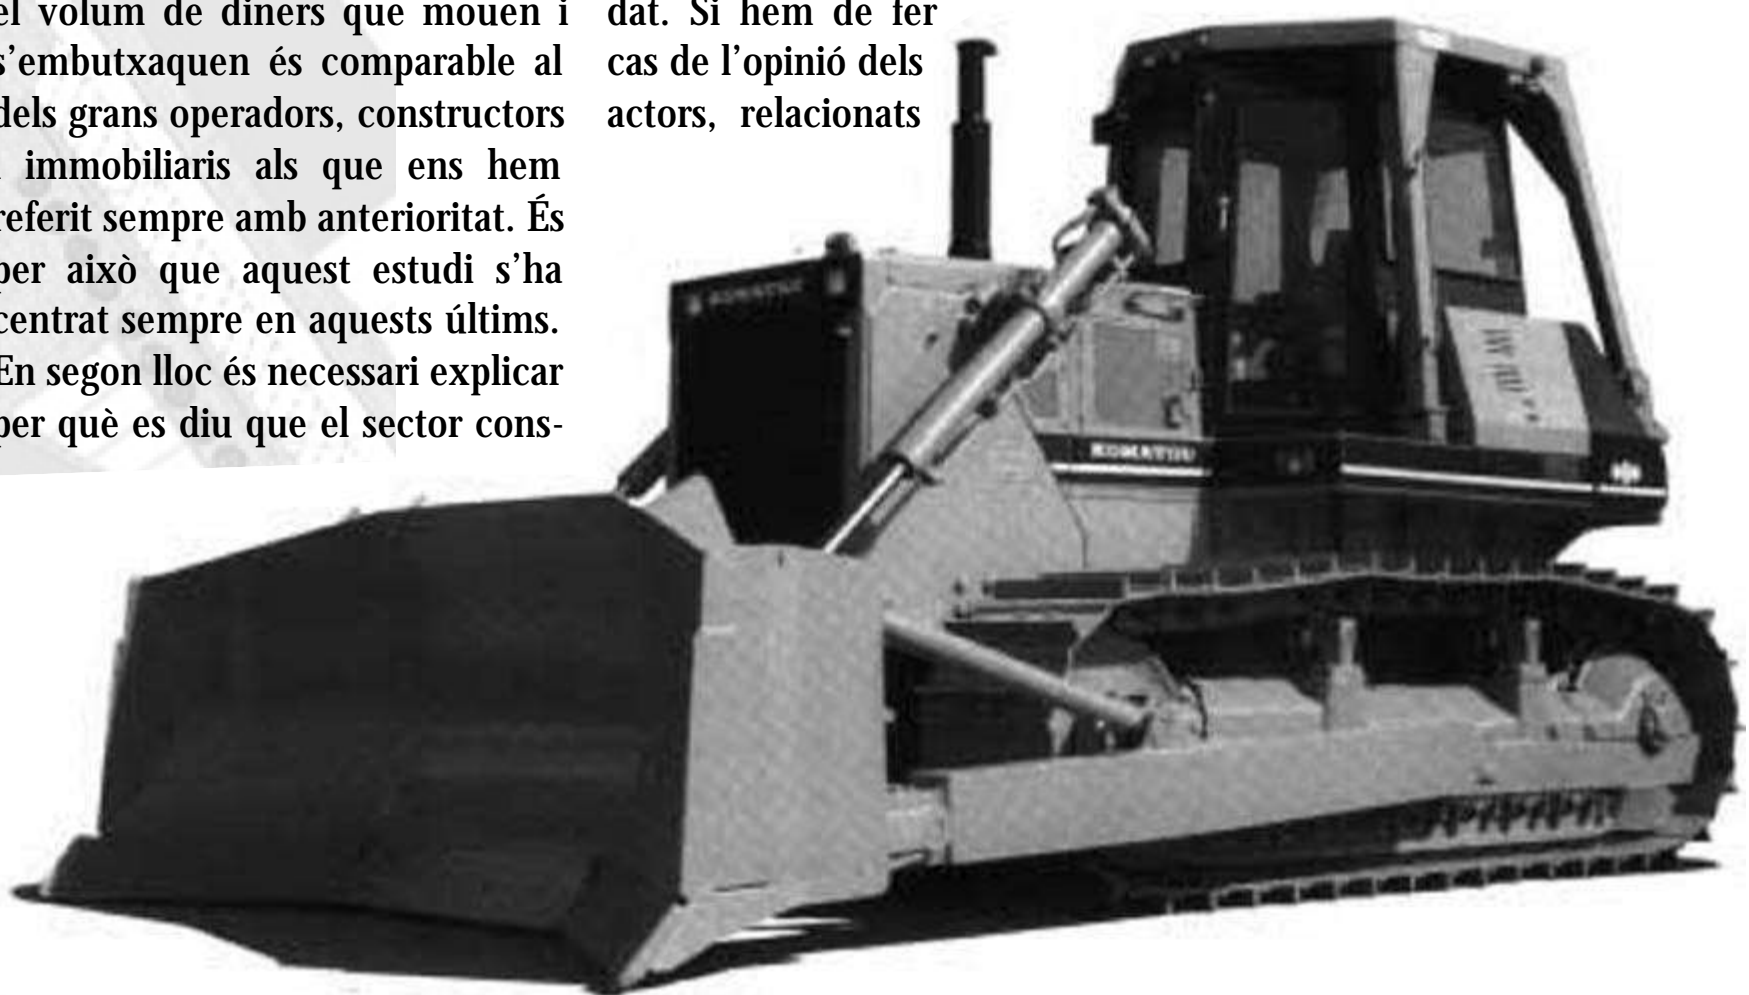 el volum de diners que mouen i
s'embutxaquen és comparable al
dels grans operadors, constructors
i immobiliaris als que ens hem
referit sempre amb anterioritat. És
per això que aquest estudi s'ha
centrat sempre en aquests últims.
En segon lloc és necessari explicar
per què es diu que el sector cons-
dat. Si hem de fer
cas de l'opinió dels
actors, relacionats
KOMATSU
KOMATSU